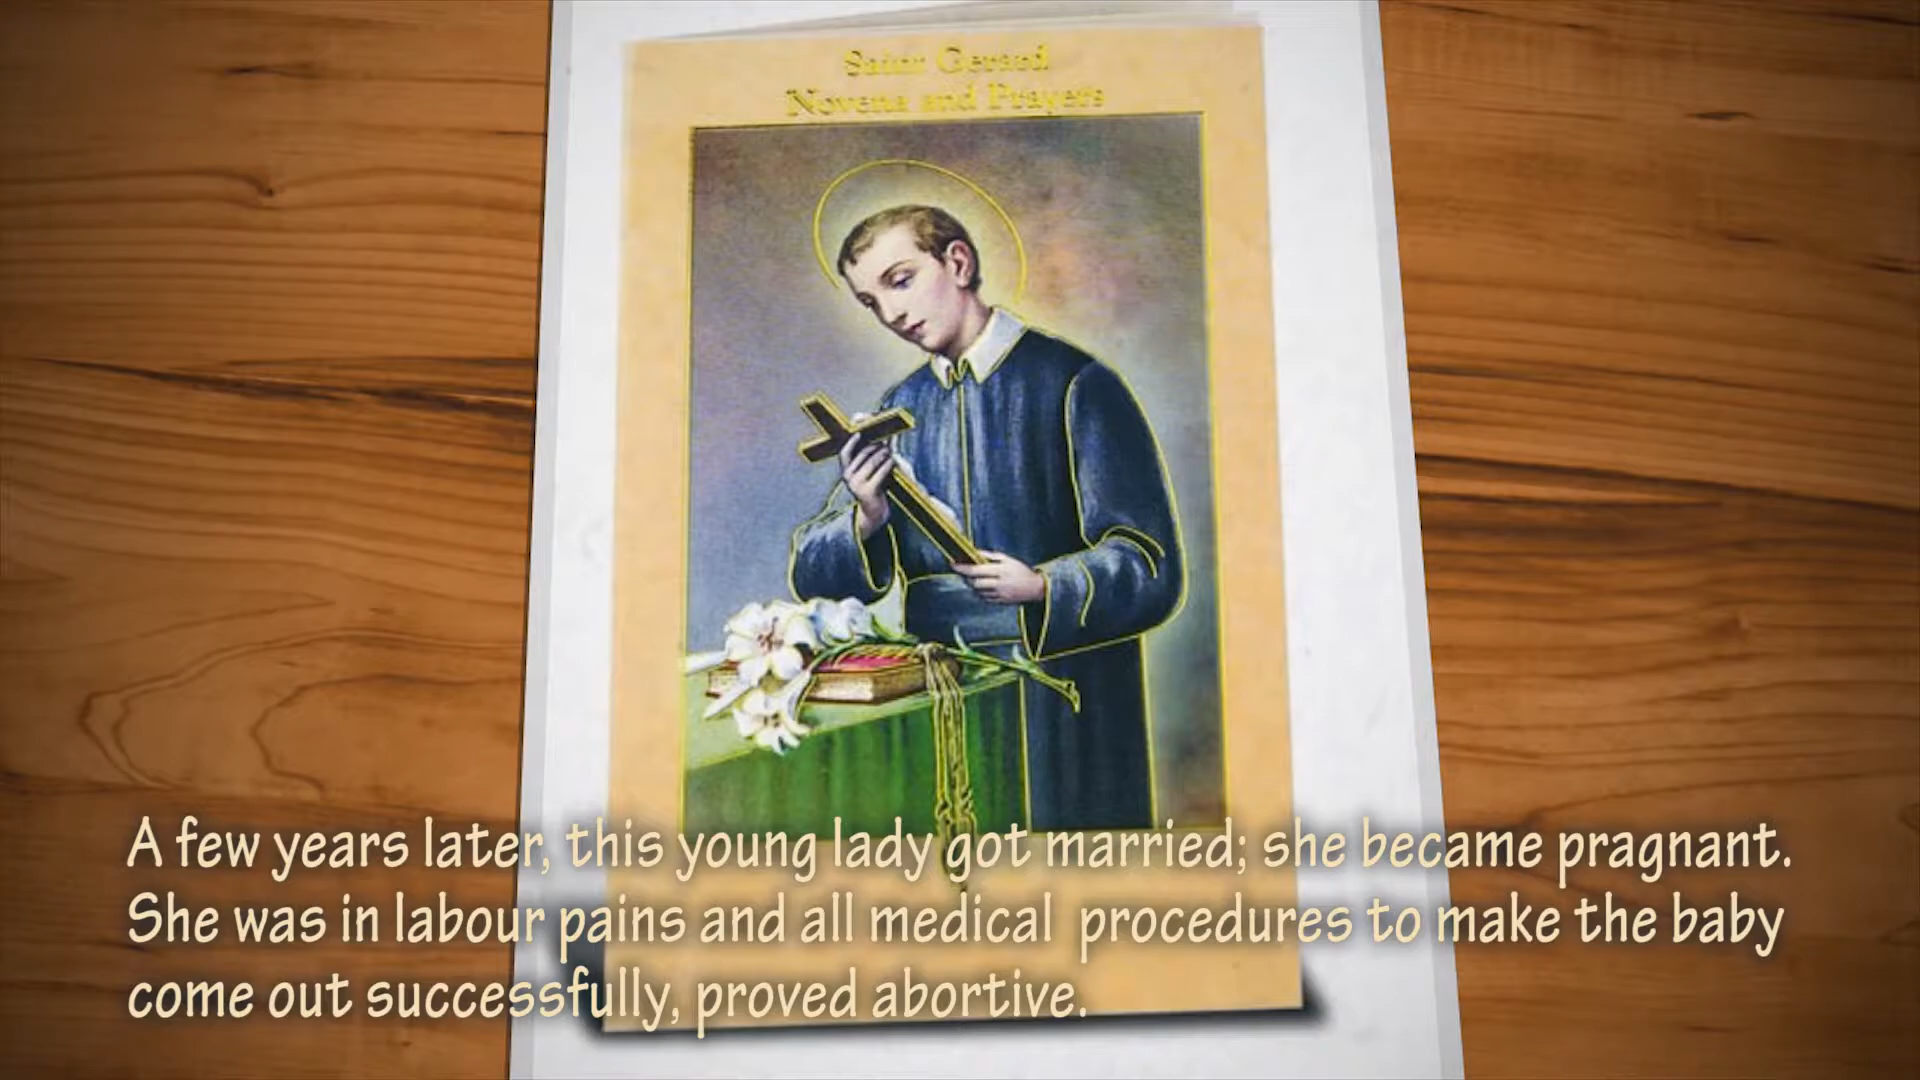 Saint Gerard
Novena and Prayers
A few years later, this young lady got married; she became pragnant.
She was in labour pains and all medical procedures to make the baby
come out successfully, proved abortive.